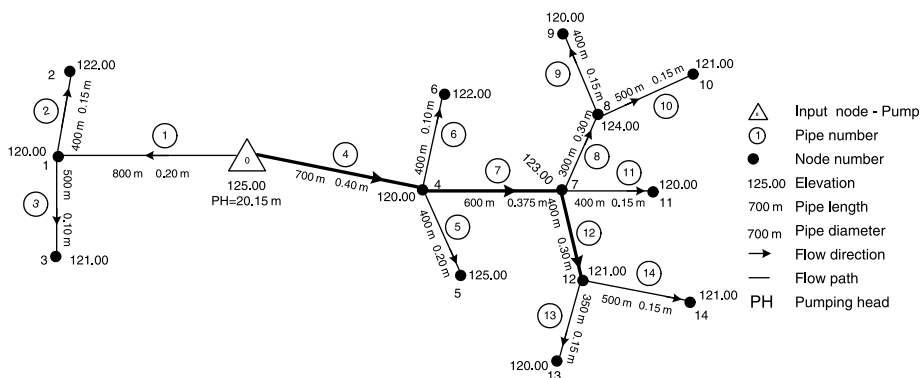 120.00
9
400 m 0.15 m
9
122.00
2
2
400 m 0.15 m
120.00
1
1
800 m 0.20 m
3
500 m 0.10 m
3
121.00
0
125.00
PH=20.15 m
4
700 m 0.40 m
6
122.00
400 m 0.10 m
6
120.00
4
400 m 0.20 m
5
125.00
5
7
600 m 0.375 m
123.00
7
300 m 0.30 m
8
8
124.00
500 m 0.15 m
10
121.00
10
11
400 m 0.15 m
120.00
11
400 m 0.30 m
12
12
121.00
14
500 m 0.15 m
121.00
14
13
350 m 0.15 m
120.00
13
Input node - Pump
1 Pipe number
Node number
125.00 Elevation
700 m Pipe length
700 m Pipe diameter
Flow direction
Flow path
PH Pumping head